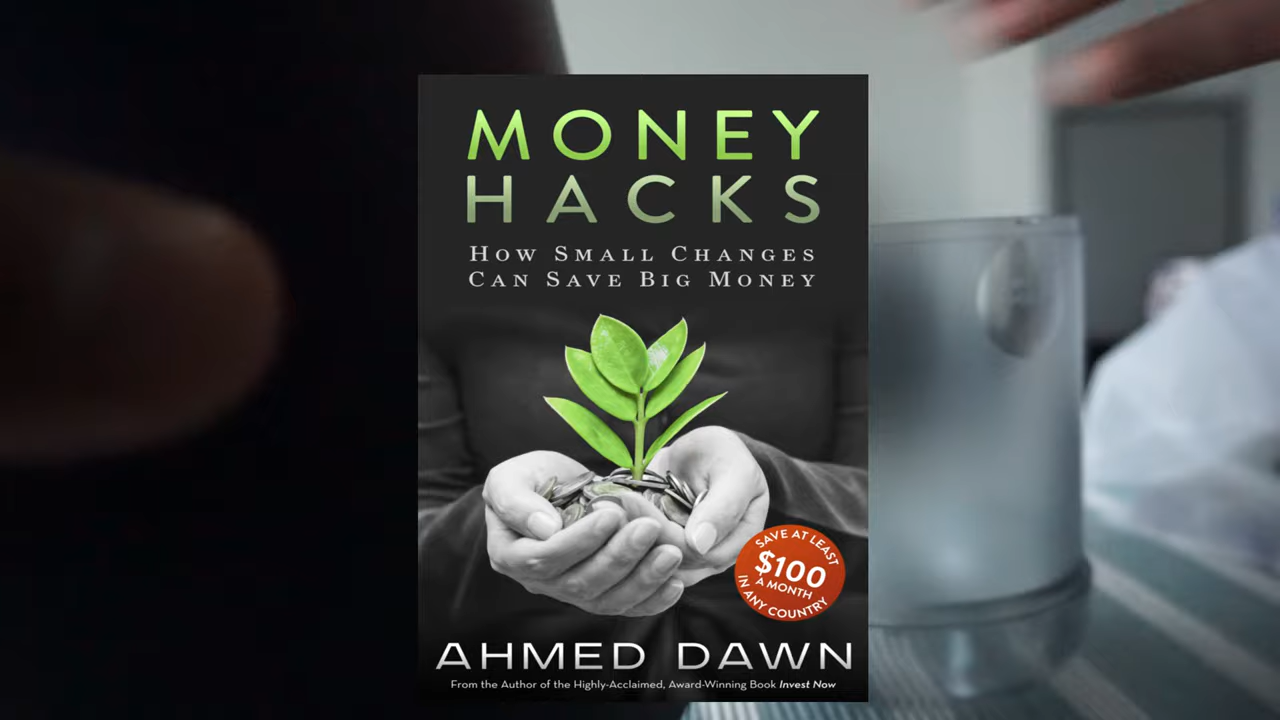 MONEY
HACKS
HOW SMALL CHANGES
CAN SAVE BIG MONEY
SAVE AT LEAST
$100
A MONTH
IN ANY COUNTRY
AHMED DAWN
From the Author of the Highly-Acclaimed, Award-Winning Book Invest Now